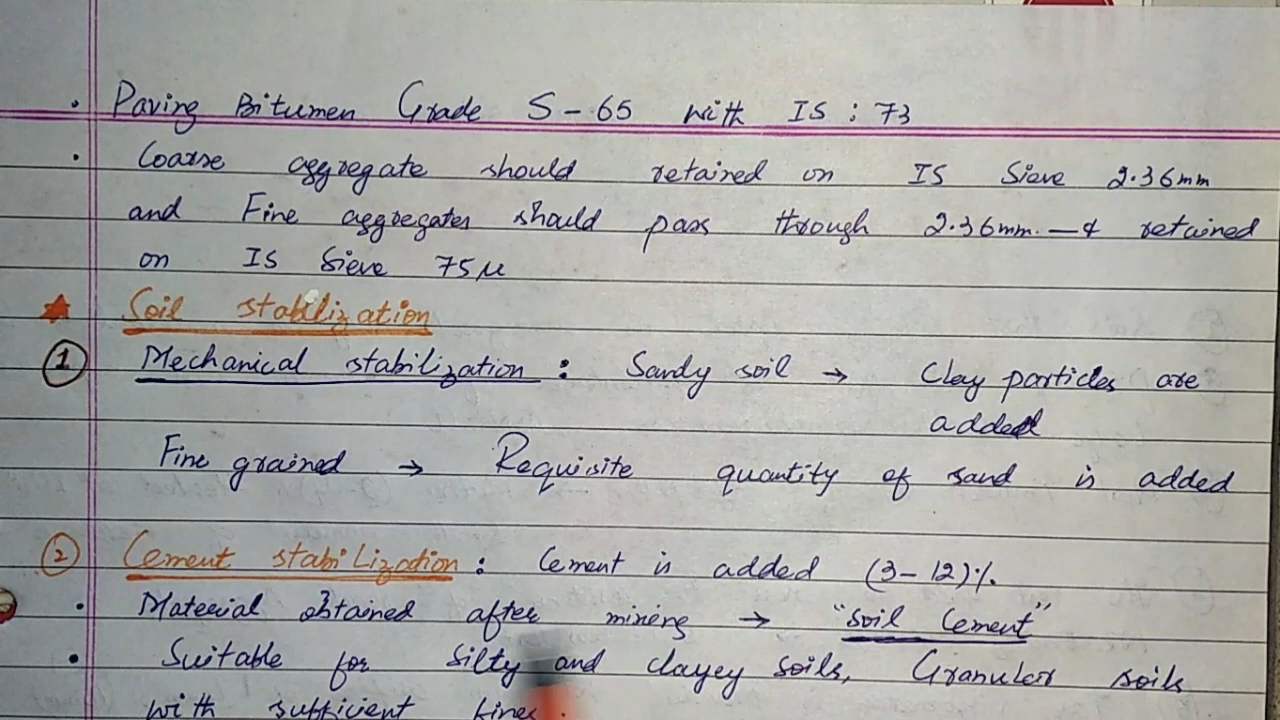 • Paving Bitumen Grade S-65 with IS : 73
• Coarse aggregate should retained on IS Sieve 2.36mm
and Fine aggregates should pass through 2.36mm. — & retained
on IS Sieve 75μ
★ Soil stabilization
① Mechanical stabilization : Sandy soil → Clay particles are
added
Fine grained → Requisite quantity of sand is added
② Cement stabilization : Cement is added (3-12)%.
• Material obtained after mining → "Soil Cement"
• Suitable for silty and clayey soils, Granular soils
with sufficient fines.